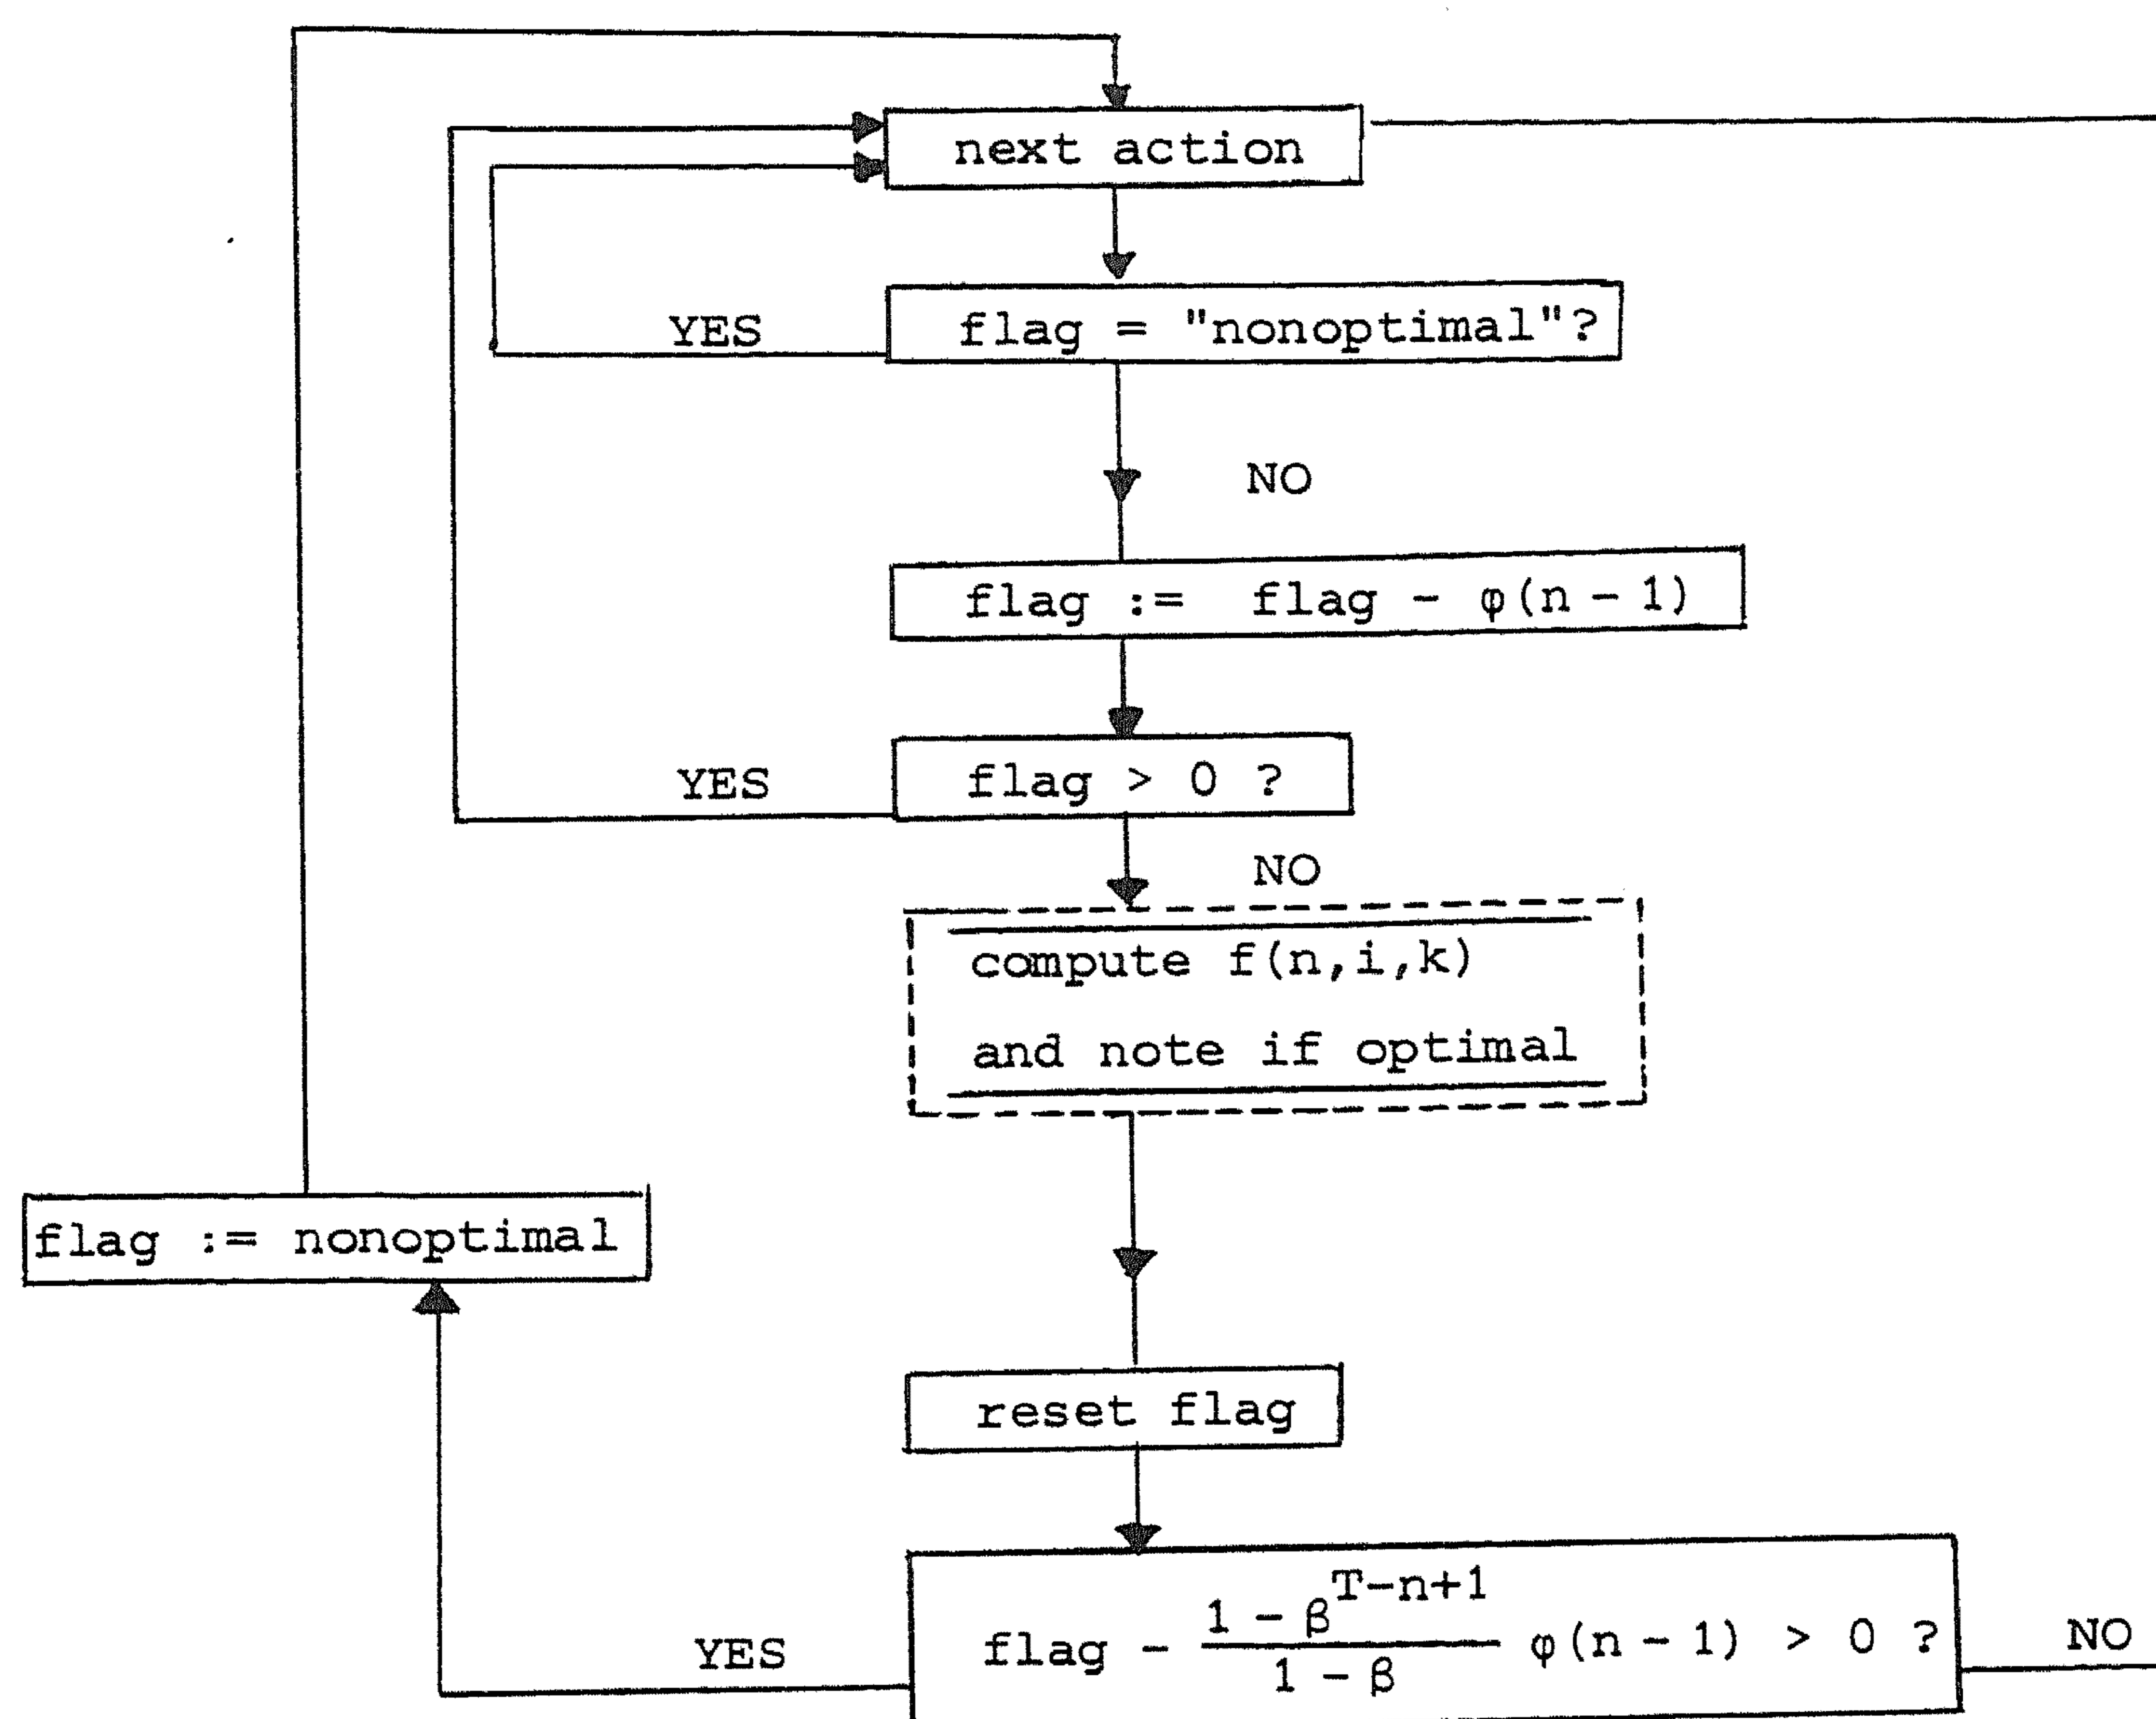 next action
flag = "nonoptimal"?
YES
NO
flag := flag - φ(n - 1)
flag > 0 ?
YES
NO
compute f(n,i,k)
and note if optimal
flag := nonoptimal
reset flag
flag - \frac{1 - β^{T-n+1}}{1 - β} φ(n - 1) > 0 ?
YES
NO